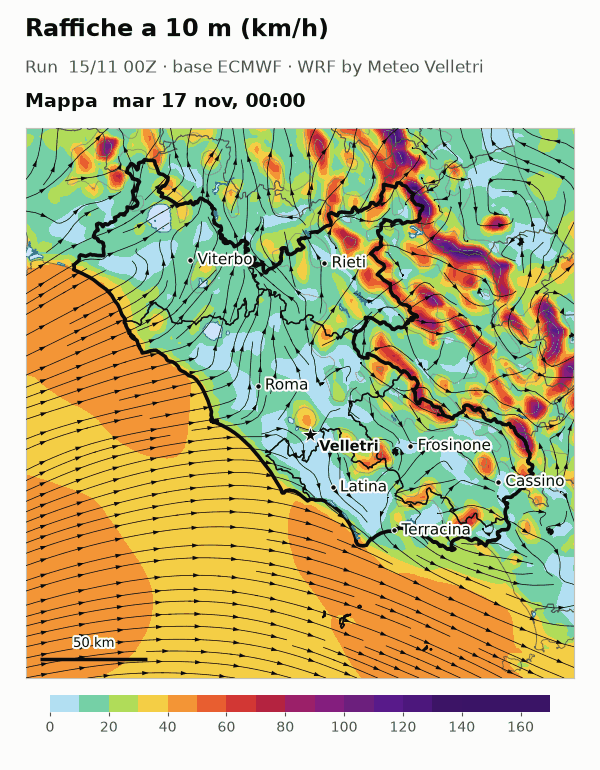 Raffiche a 10 m (km/h)
Run 15/11 00Z · base ECMWF · WRF by Meteo Velletri
Mappa mar 17 nov, 00:00
Viterbo
Rieti
Roma
Velletri
Frosinone
Cassino
Latina
Terracina
50 km
0 20 40 60 80 100 120 140 160